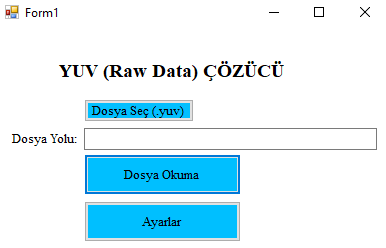 Form1
YUV (Raw Data) ÇÖZÜCÜ
Dosya Seç (.yuv)
Dosya Yolu:
Dosya Okuma
Ayarlar